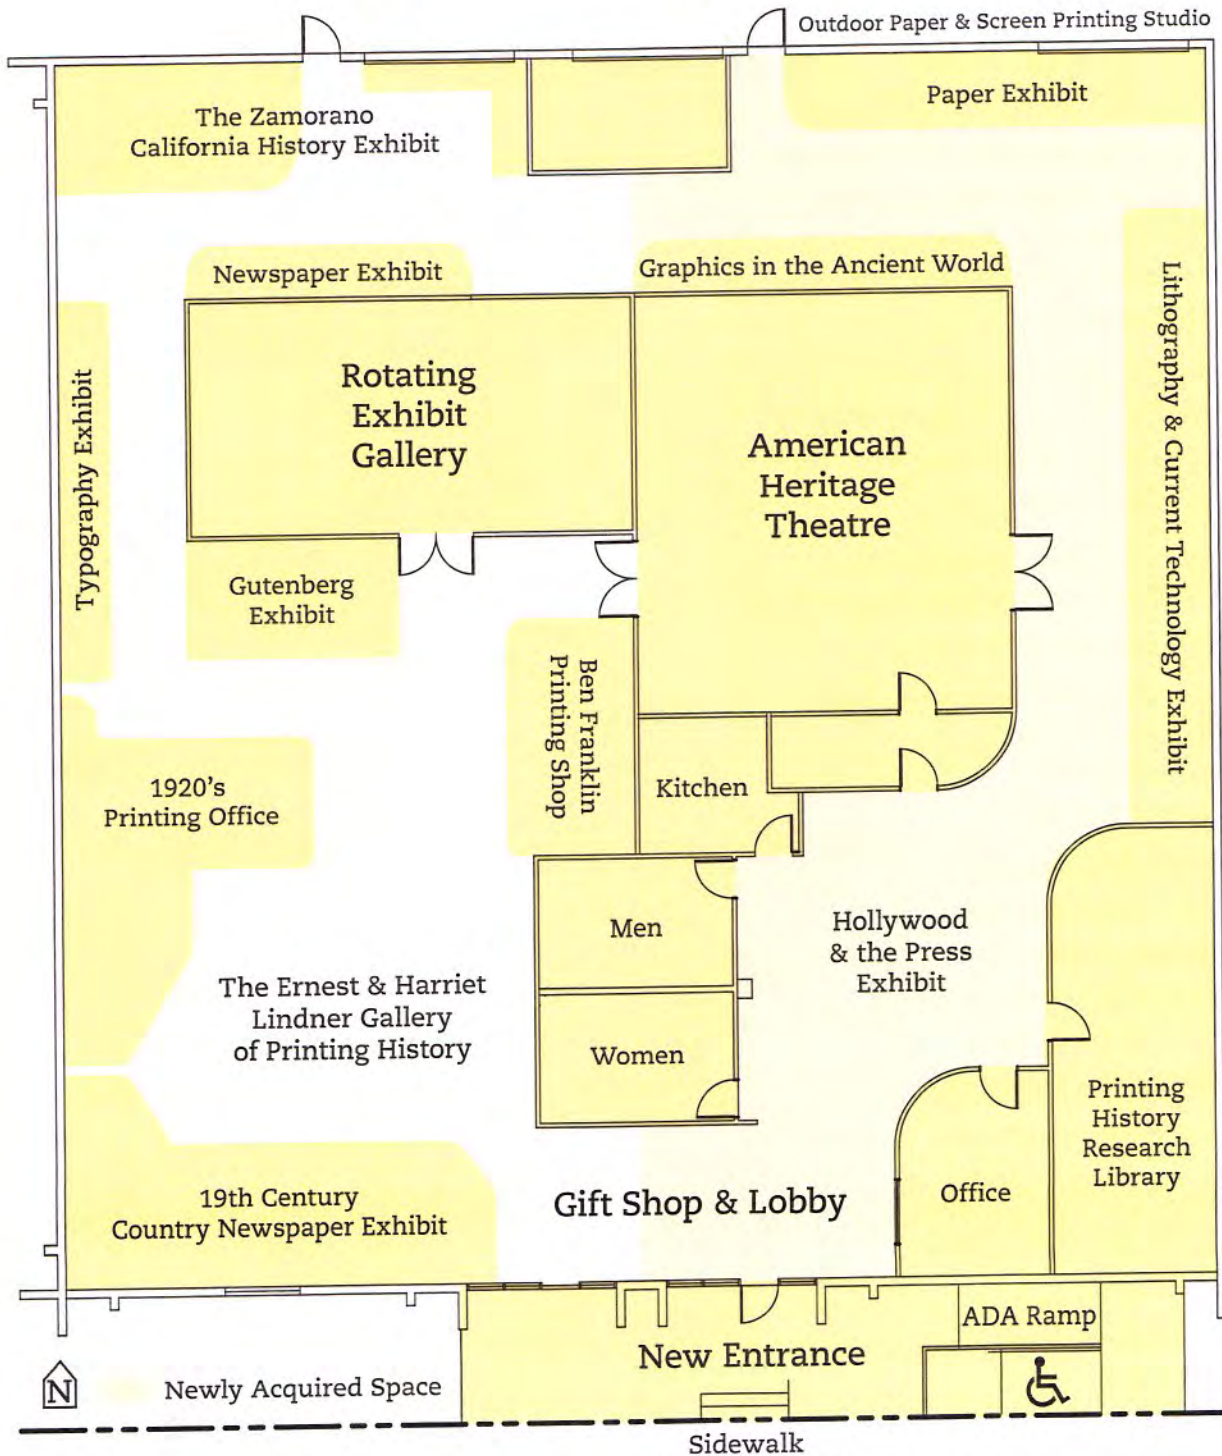 Outdoor Paper & Screen Printing Studio
The Zamorano
California History Exhibit
Paper Exhibit
Newspaper Exhibit
Graphics in the Ancient World
Rotating
Exhibit
Gallery
American
Heritage
Theatre
Typography Exhibit
Lithography & Current Technology Exhibit
Gutenberg
Exhibit
Ben Franklin
Printing Shop
Kitchen
1920's
Printing Office
Men
Hollywood
& the Press
Exhibit
The Ernest & Harriet
Lindner Gallery
of Printing History
Women
Printing
History
Research
Library
Office
19th Century
Country Newspaper Exhibit
Gift Shop & Lobby
ADA Ramp
New Entrance
N
Newly Acquired Space
Sidewalk